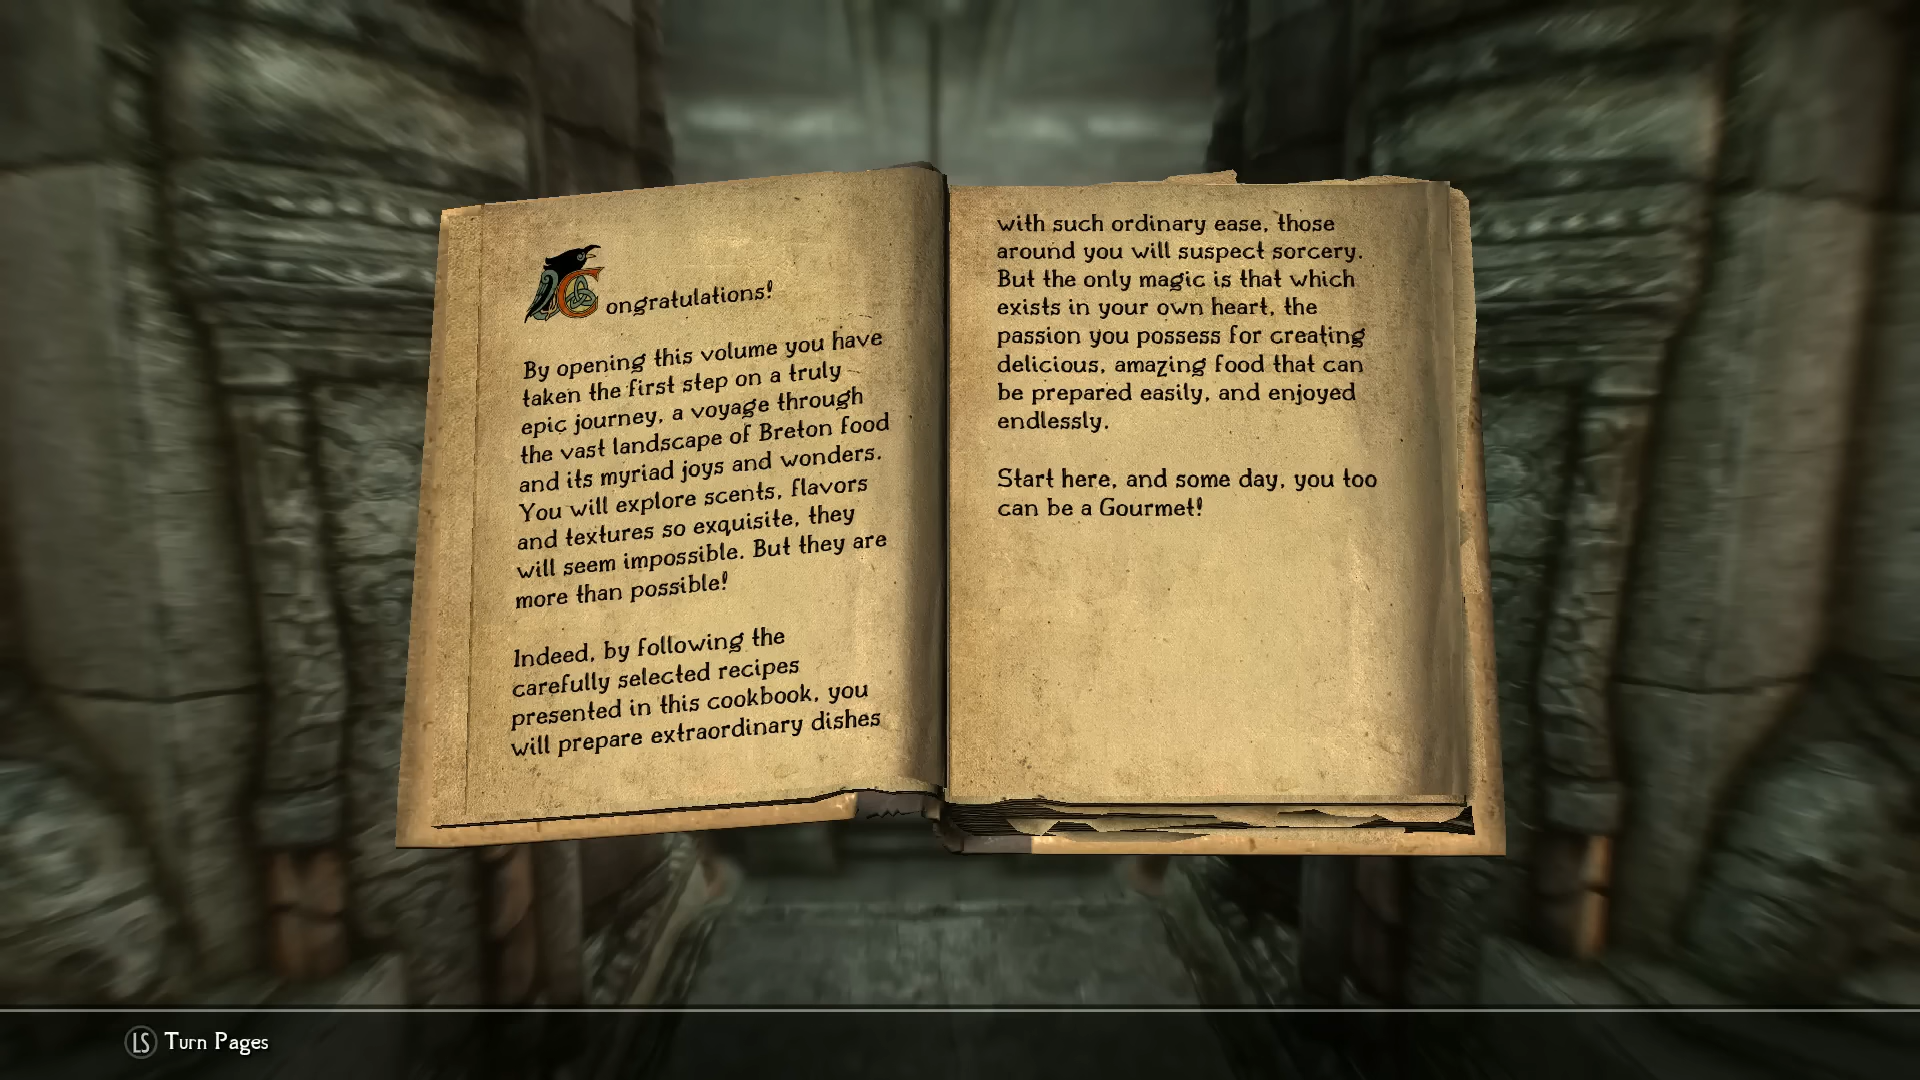 Congratulations!
By opening this volume you have
taken the first step on a truly
epic journey, a voyage through
the vast landscape of Breton food
and its myriad joys and wonders.
You will explore scents, flavors
and textures so exquisite, they
will seem impossible. But they are
more than possible!
Indeed, by following the
carefully selected recipes
presented in this cookbook, you
will prepare extraordinary dishes
with such ordinary ease, those
around you will suspect sorcery.
But the only magic is that which
exists in your own heart, the
passion you possess for creating
delicious, amazing food that can
be prepared easily, and enjoyed
endlessly.
Start here, and some day, you too
can be a Gourmet!
LS Turn Pages